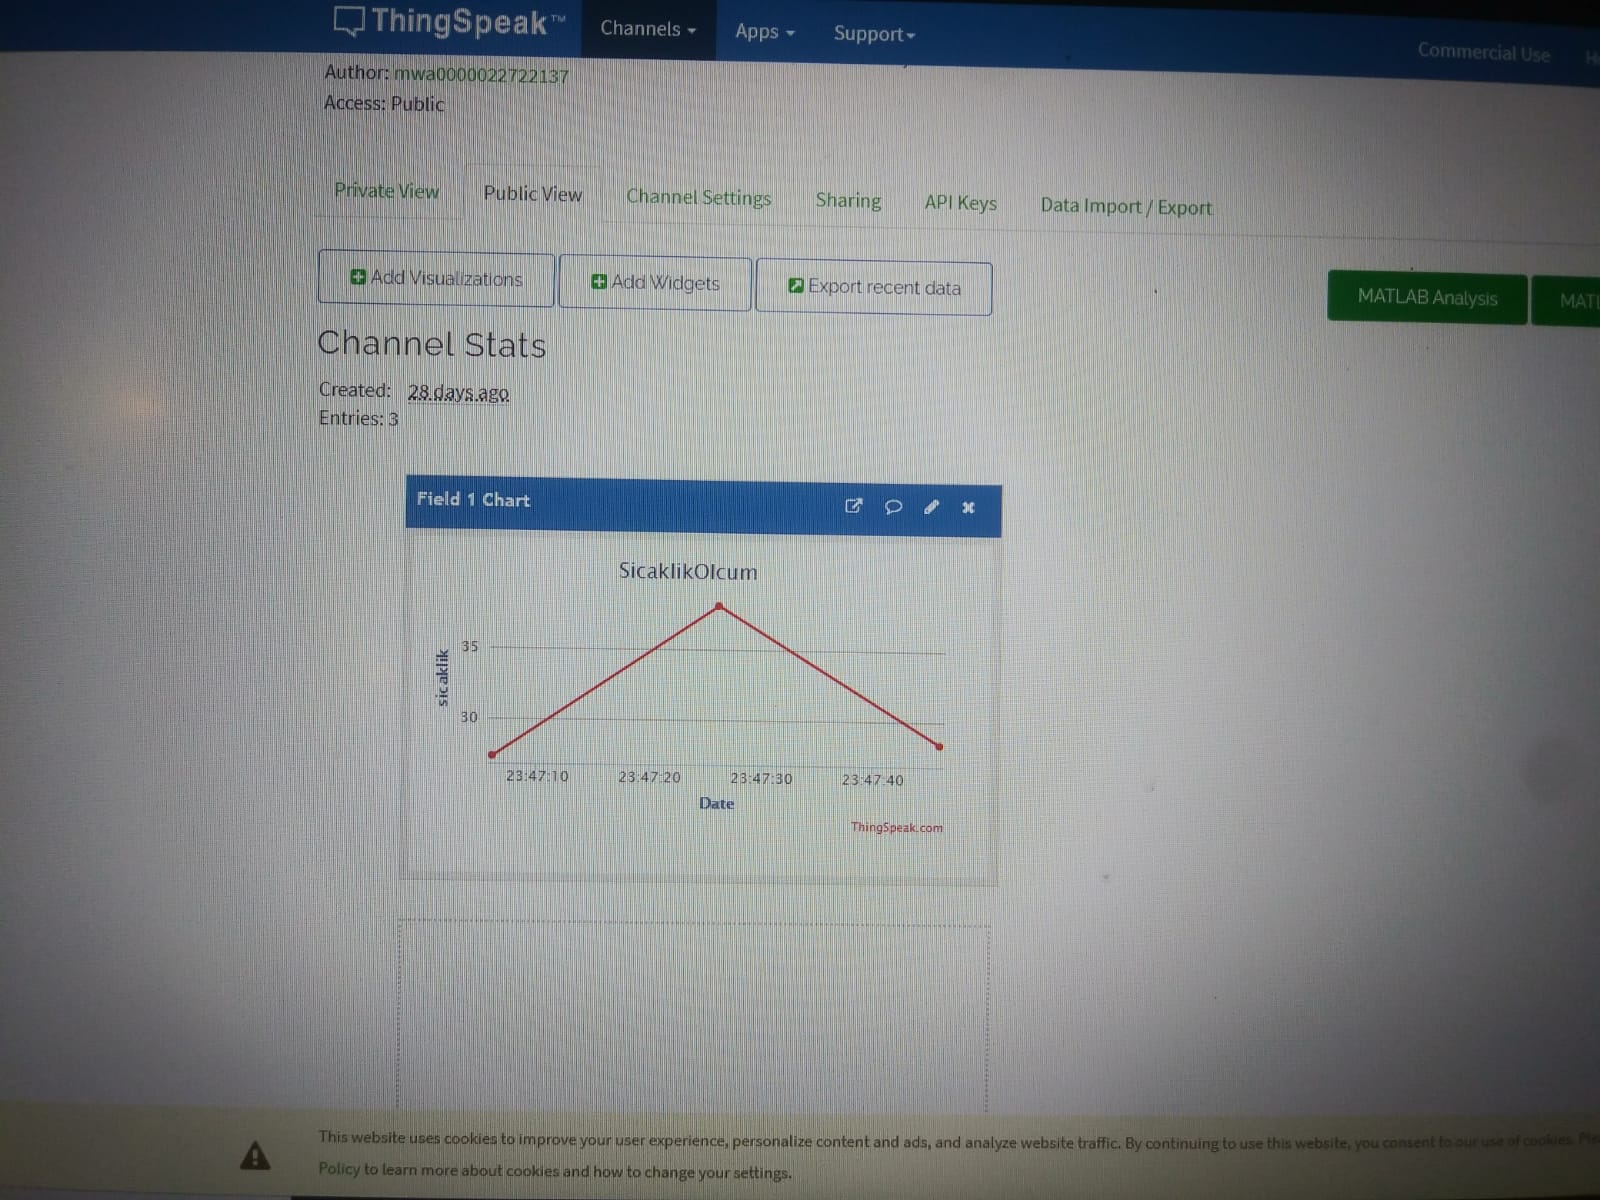 ThingSpeak™ Channels Apps Support Commercial Use
Author: mwa0000022722137
Access: Public
Private View Public View Channel Settings Sharing API Keys Data Import / Export
Add Visualizations Add Widgets Export recent data MATLAB Analysis
Channel Stats
Created: 28 days ago
Entries: 3
Field 1 Chart
SicaklikOlcum
sicaklik
35
30
23:47:10 23:47:20 23:47:30 23:47:40
Date
ThingSpeak.com
This website uses cookies to improve your user experience, personalize content and ads, and analyze website traffic. By continuing to use this website, you consent to our use of cookies.
Policy to learn more about cookies and how to change your settings.